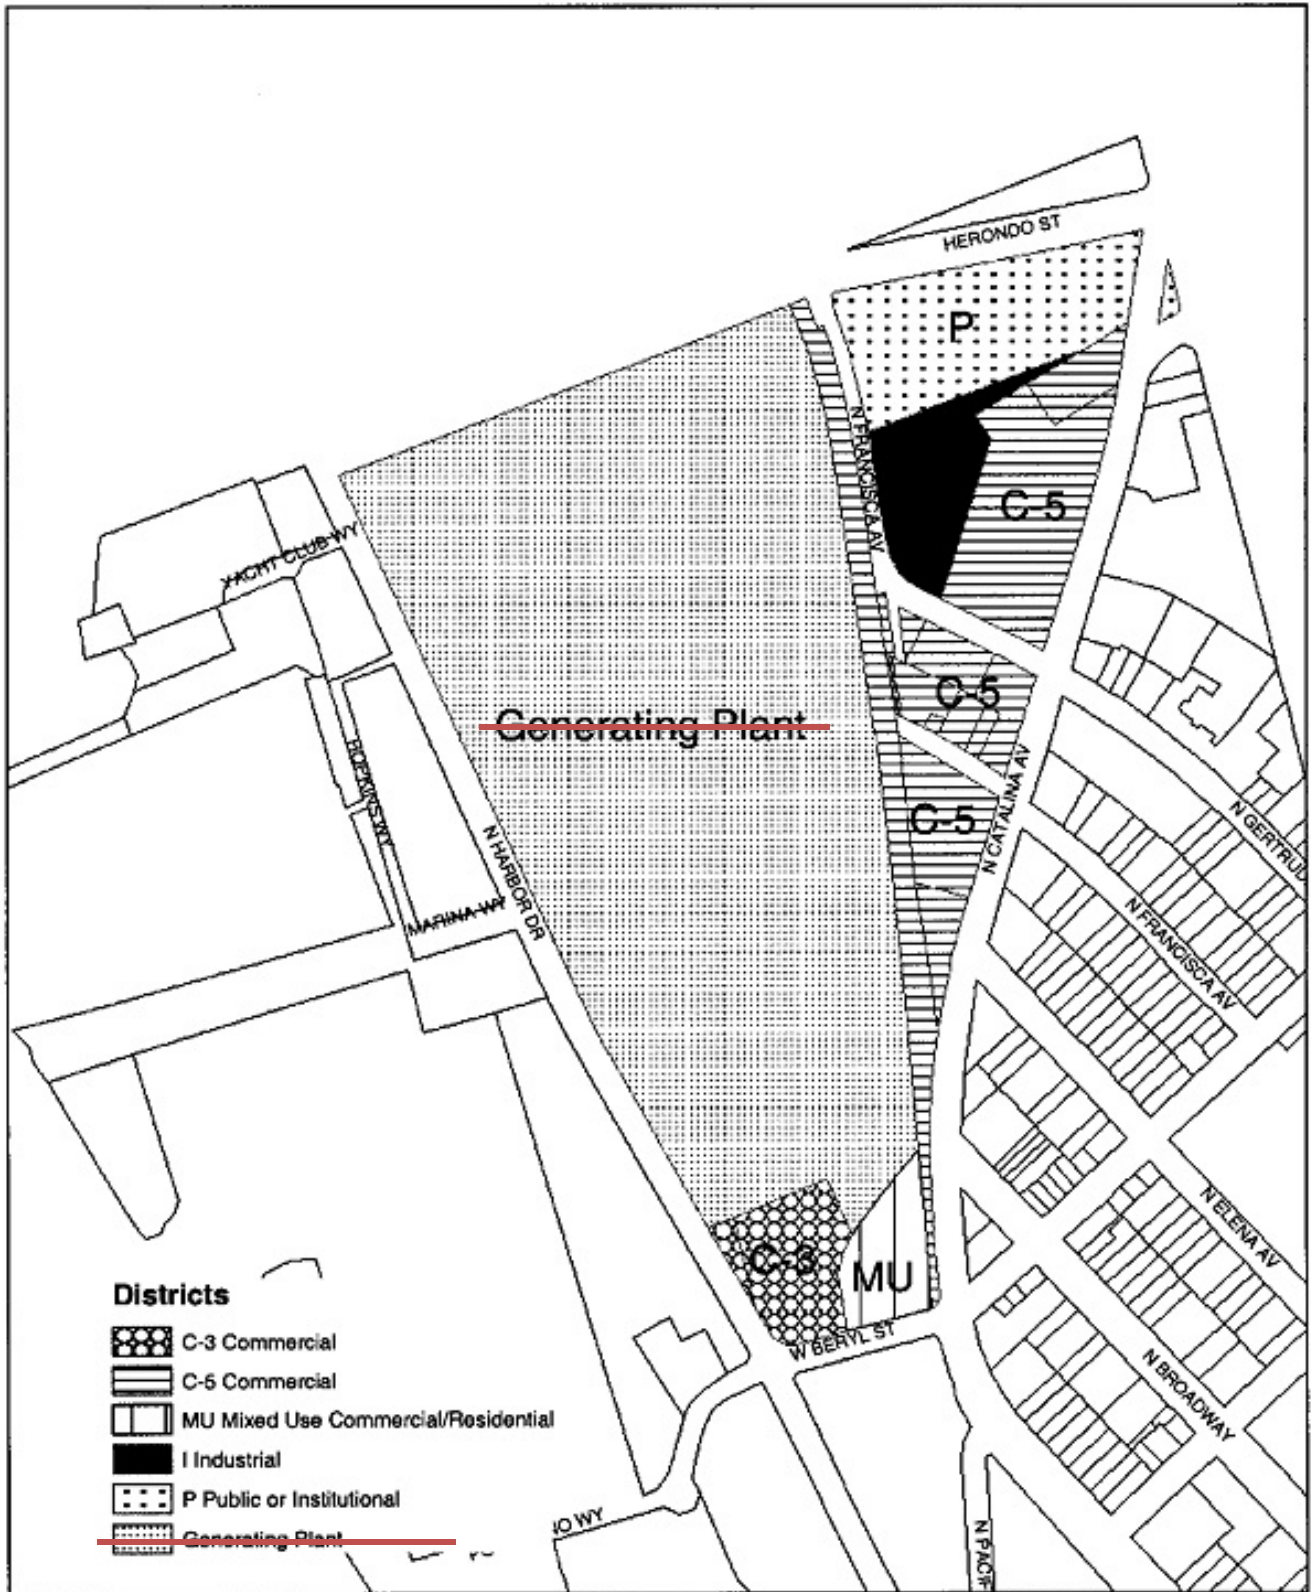 HERONDO ST
P
N FRANCISCA AV
C-5
YACHT CLUB WY
C-5
Generating Plant
HOPKINS WY
C-5
N CATALINA AV
N GERTRUD
N HARBOR DR
MARINA WY
N FRANCISCA AV
N ELENA AV
C-3
MU
W BERYL ST
N BROADWAY
Districts
C-3 Commercial
C-5 Commercial
MU Mixed Use Commercial/Residential
I Industrial
P Public or Institutional
Generating Plant
IO WY
N PACIF